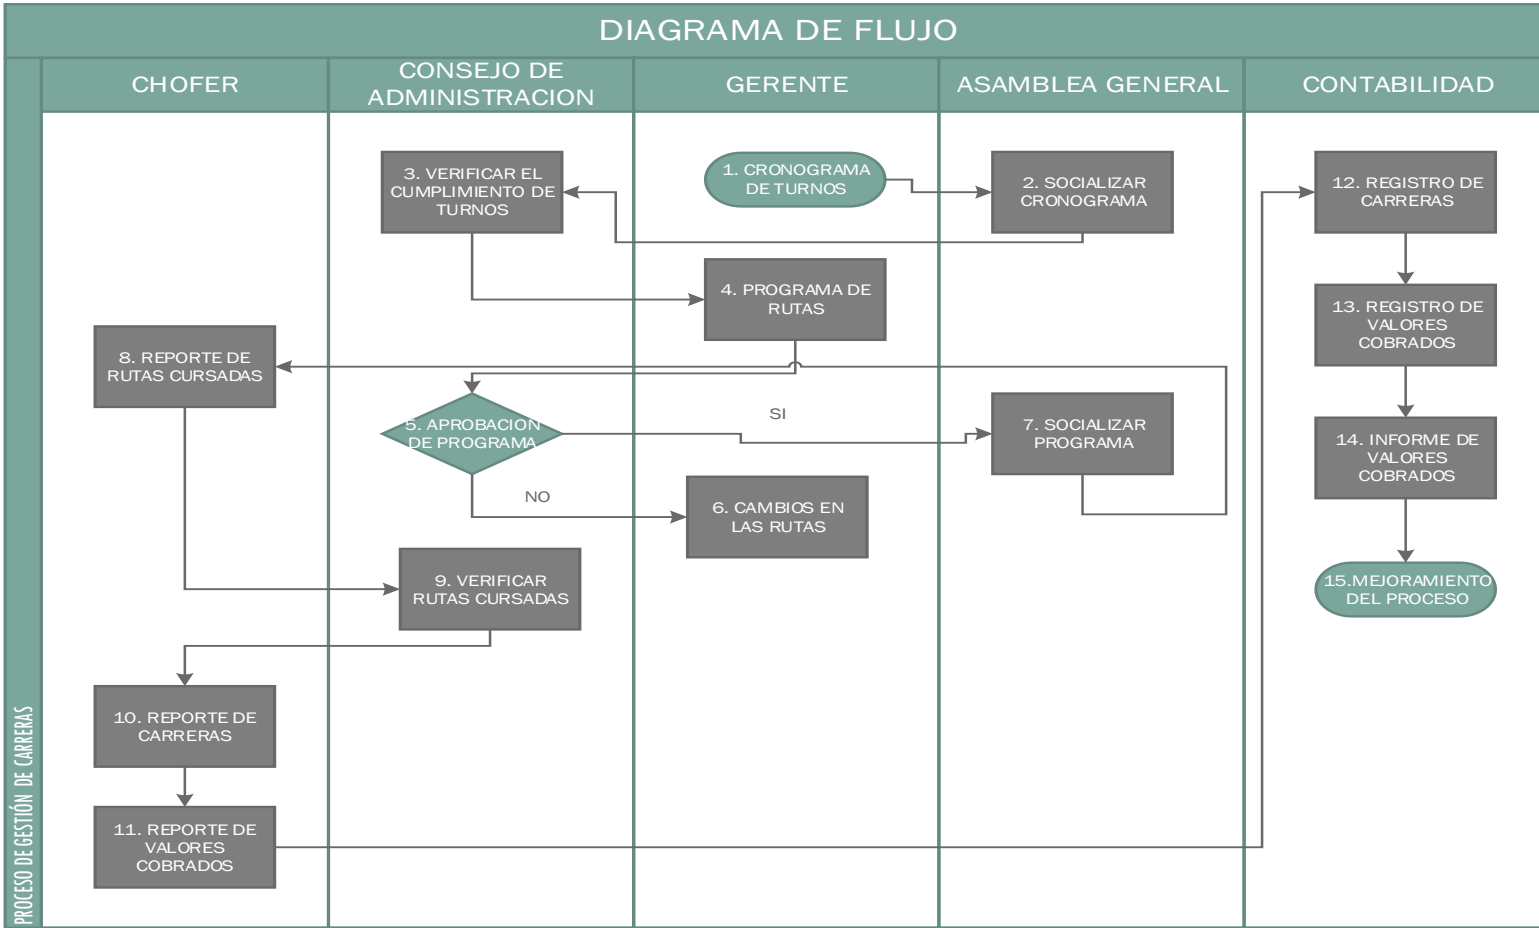 DIAGRAMA DE FLUJO
PROCESO DE GESTIÓN DE CARRERAS
CHOFER
CONSEJO DE
ADMINISTRACION
GERENTE
ASAMBLEA GENERAL
CONTABILIDAD
1. CRONOGRAMA
DE TURNOS
2. SOCIALIZAR
CRONOGRAMA
3. VERIFICAR EL
CUMPLIMIENTO DE
TURNOS
4. PROGRAMA DE
RUTAS
5. APROBACION
DE PROGRAMA
SI
NO
6. CAMBIOS EN
LAS RUTAS
7. SOCIALIZAR
PROGRAMA
8. REPORTE DE
RUTAS CURSADAS
9. VERIFICAR
RUTAS CURSADAS
10. REPORTE DE
CARRERAS
11. REPORTE DE
VALORES
COBRADOS
12. REGISTRO DE
CARRERAS
13. REGISTRO DE
VALORES
COBRADOS
14. INFORME DE
VALORES
COBRADOS
15.MEJORAMIENTO
DEL PROCESO